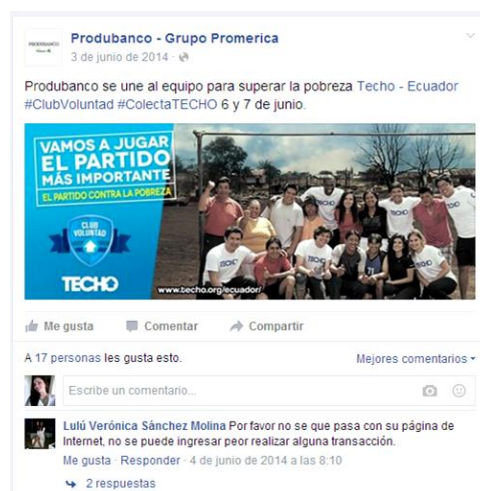 Produbanco - Grupo Promerica
3 de junio de 2014 ·
Produbanco se une al equipo para superar la pobreza Techo - Ecuador
#ClubVoluntad #ColectaTECHO 6 y 7 de junio.
VAMOS A JUGAR
EL PARTIDO
MÁS IMPORTANTE
EL PARTIDO CONTRA LA POBREZA
CLUB
VOLUNTAD
TECHO
www.techo.org/ecuador/
Me gusta Comentar Compartir
A 17 personas les gusta esto. Mejores comentarios
Escribe un comentario...
Lulú Verónica Sánchez Molina Por favor no se que pasa con su página de
Internet, no se puede ingresar peor realizar alguna transacción.
Me gusta · Responder · 4 de junio de 2014 a las 8:10
2 respuestas